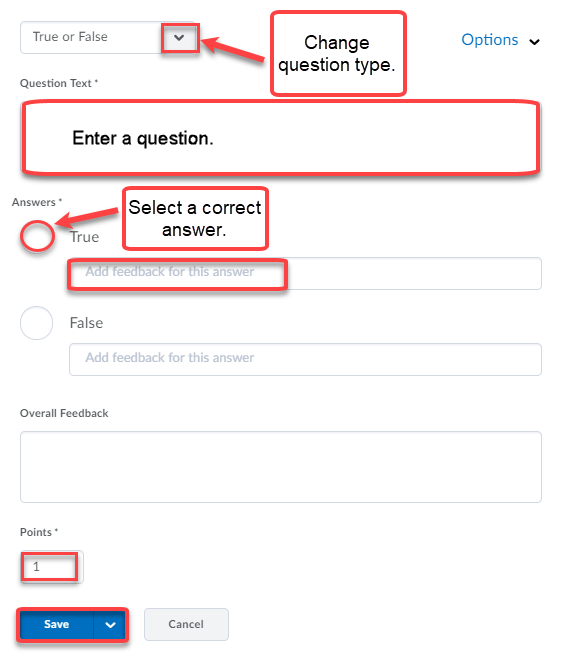 True or False
Change
question type.
Options
Question Text *
Enter a question.
Answers *
Select a correct
answer.
True
Add feedback for this answer
False
Add feedback for this answer
Overall Feedback
Points *
1
Save
Cancel